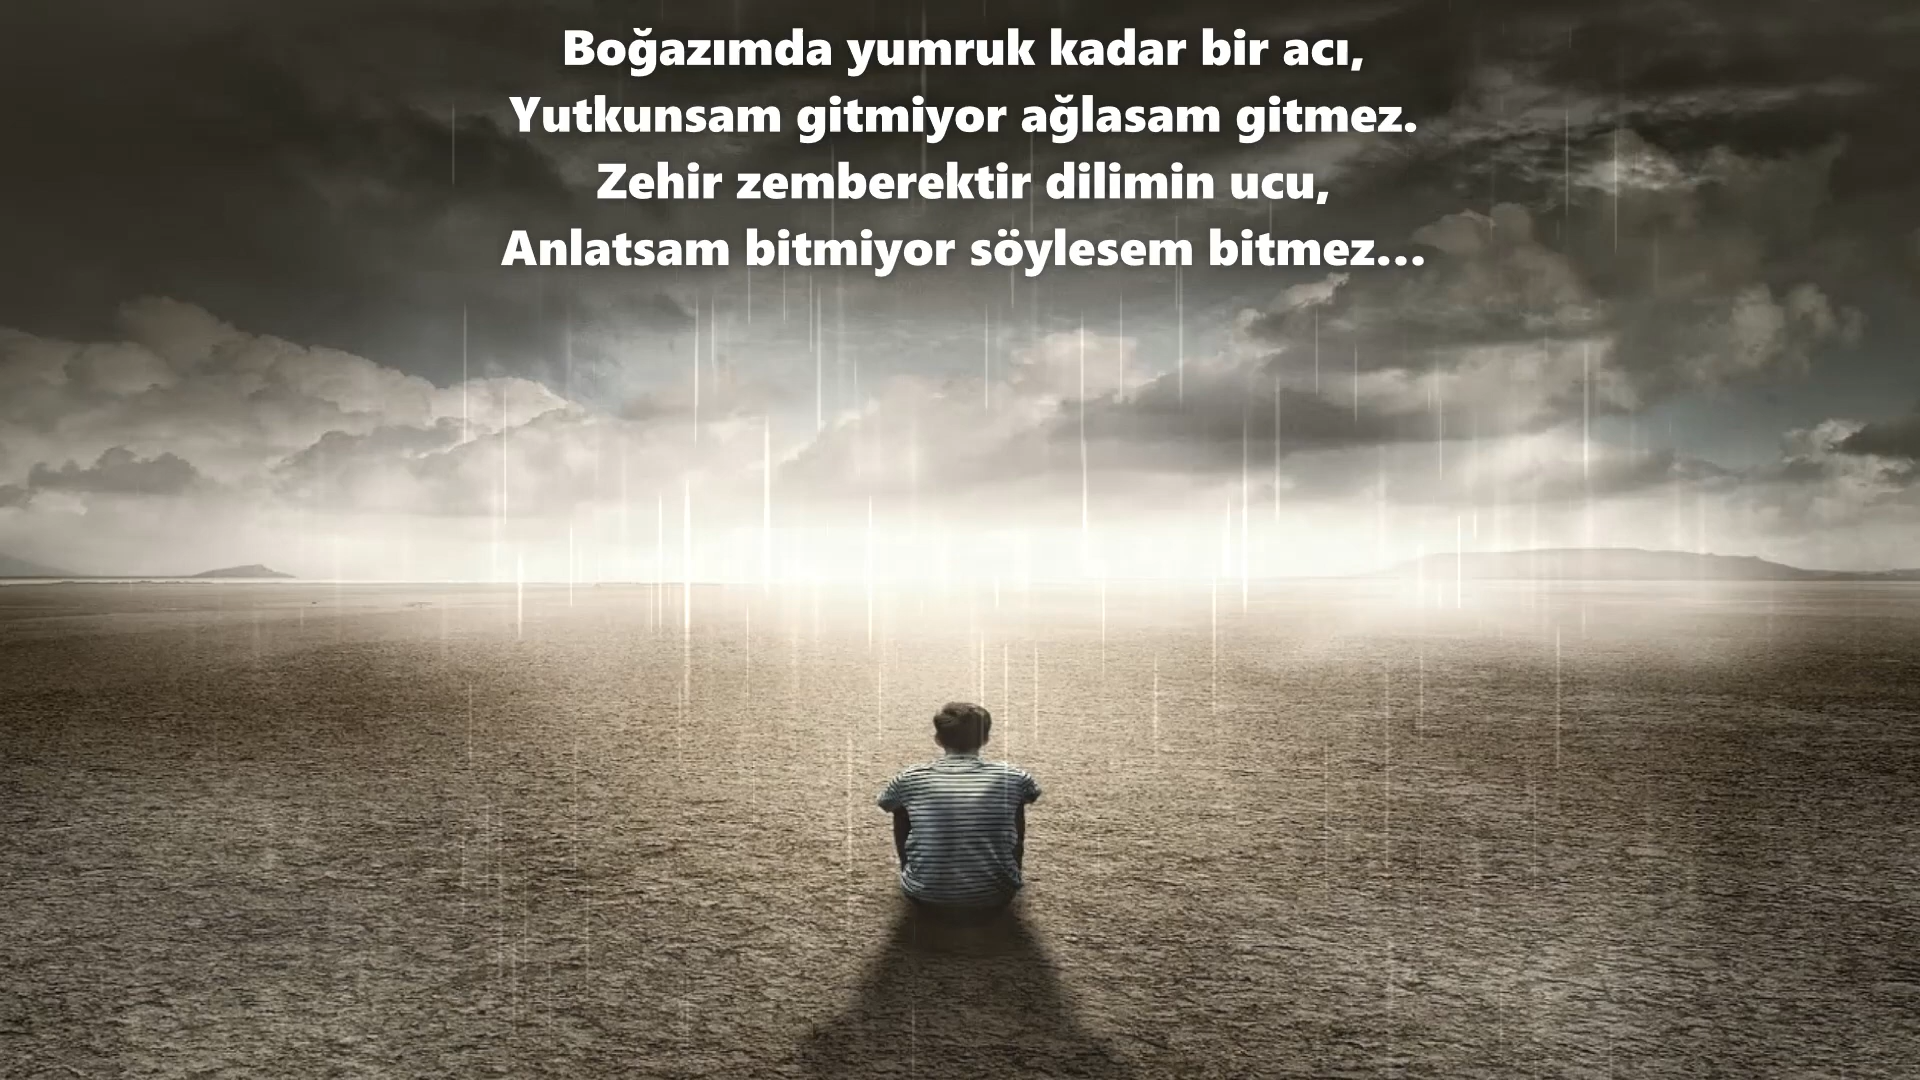 Boğazımda yumruk kadar bir acı,
Yutkunsam gitmiyor ağlasam gitmez.
Zehir zemberektir dilimin ucu,
Anlatsam bitmiyor söylesem bitmez...